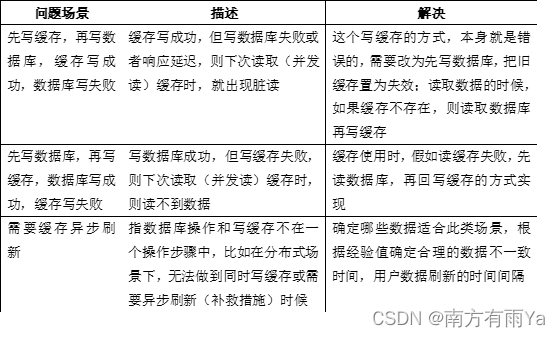 问题场景 描述 解决
先写缓存，再写数
据库，缓存写成
功，数据库写失败
缓存写成功，但写数据库失败或
者响应延迟，则下次读取（并发
读）缓存时，就出现脏读
这个写缓存的方式，本身就是错
误的，需要改为先写数据库，把旧
缓存置为失效；读取数据的时候，
如果缓存不存在，则读取数据库
再写缓存
先写数据库，再写
缓存，数据库写成
功，缓存写失败
写数据库成功，但写缓存失败，
则下次读取（并发读）缓存时，
则读不到数据
缓存使用时，假如读缓存失败，先
读数据库，再回写缓存的方式实
现
需要缓存异步刷
新
指数据库操作和写缓存不在一
个操作步骤中，比如在分布式场
景下，无法做到同时写缓存或需
要异步刷新（补救措施）时候
确定哪些数据适合此类场景，根
据经验值确定合理的数据不一致
时间，用户数据刷新的时间间隔
CSDN @南方有雨Ya